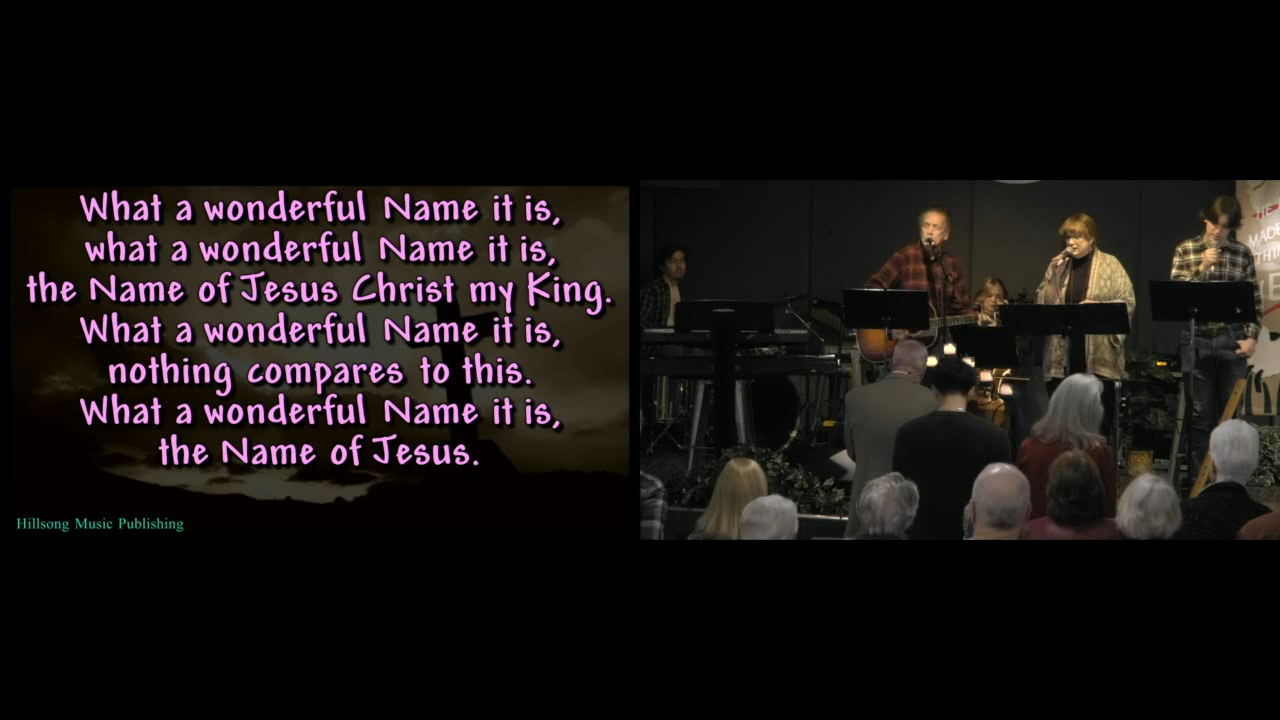 What a wonderful Name it is,
what a wonderful Name it is,
the Name of Jesus Christ my King.
What a wonderful Name it is,
nothing compares to this.
What a wonderful Name it is,
the Name of Jesus.
Hillsong Music Publishing
MADE